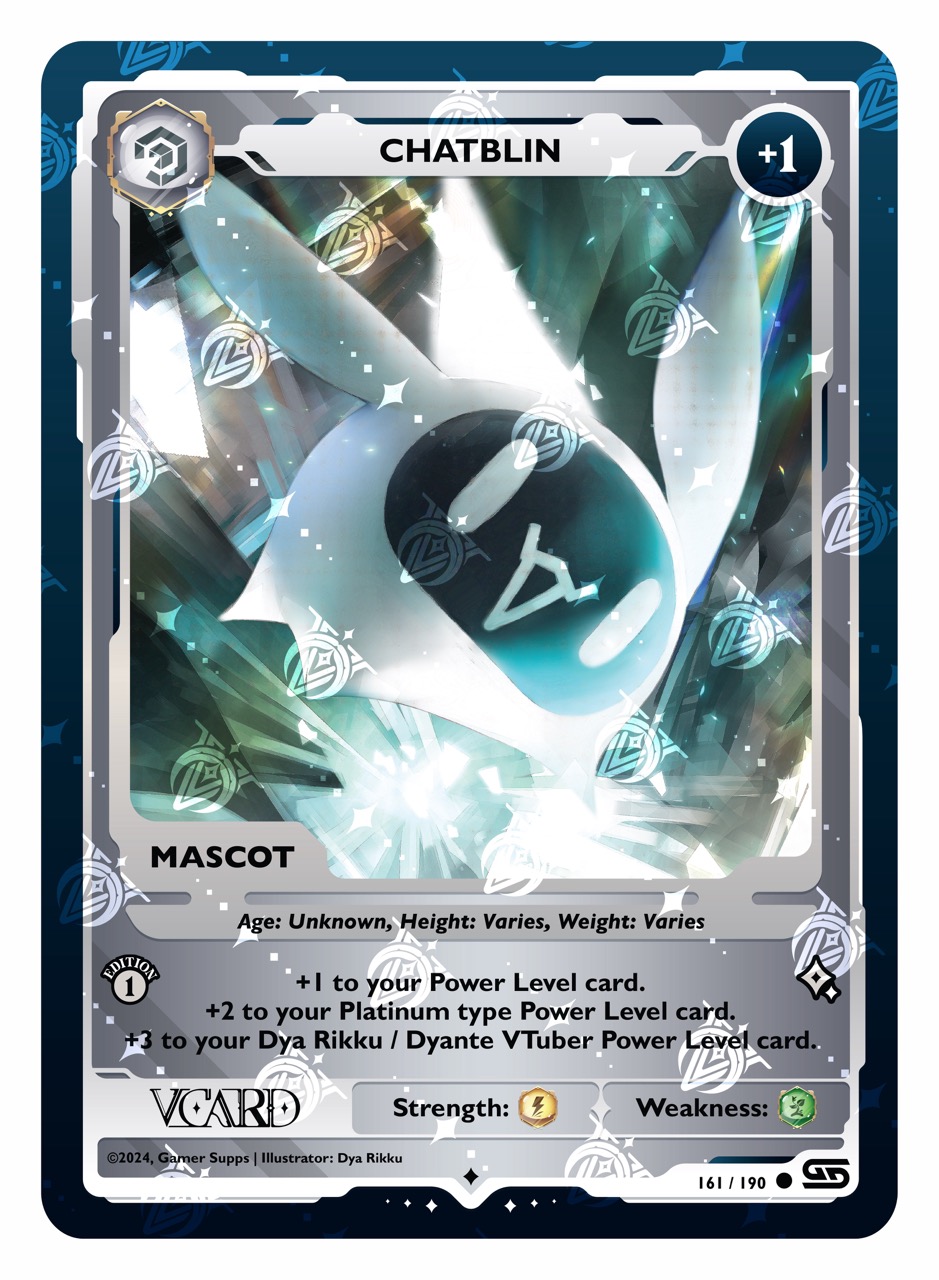 CHATBLIN
+1
MASCOT
Age: Unknown, Height: Varies, Weight: Varies
EDITION
1
+1 to your Power Level card.
+2 to your Platinum type Power Level card.
+3 to your Dya Rikku / Dyante VTuber Power Level card.
VCARD
Strength:
Weakness:
©2024, Gamer Supps | Illustrator: Dya Rikku
161 / 190
GS